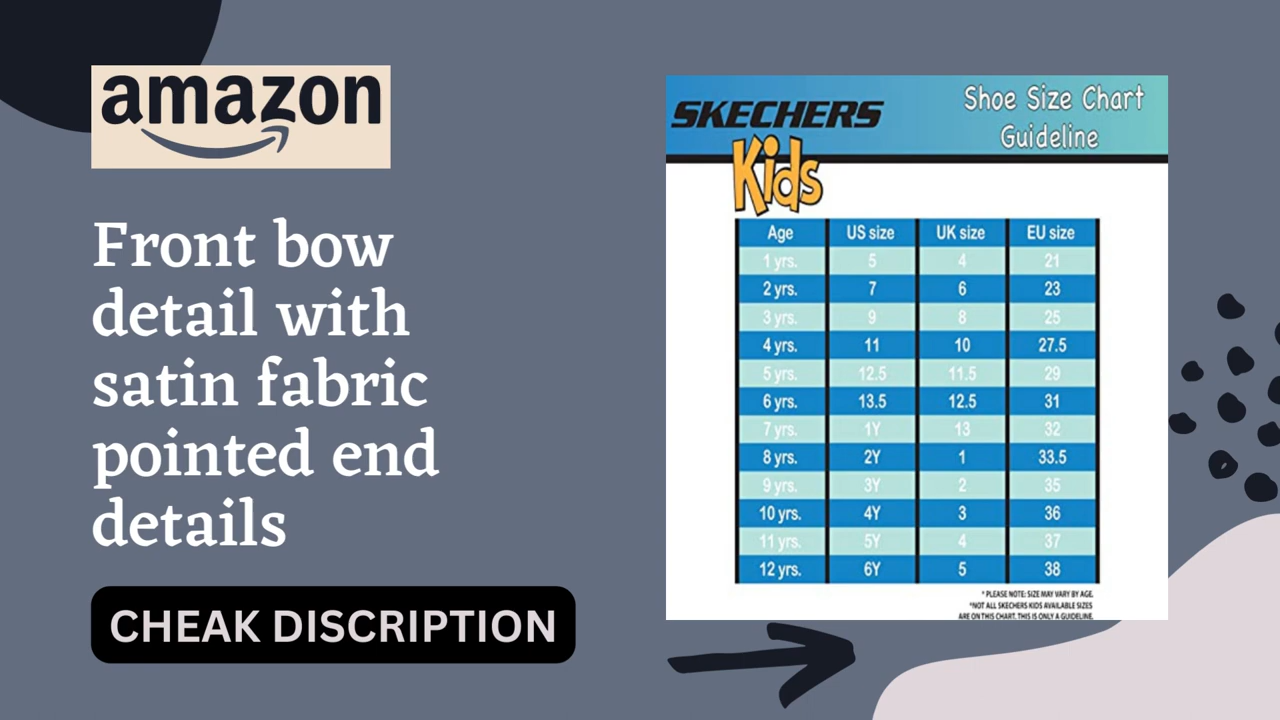 amazon
Front bow
detail with
satin fabric
pointed end
details
CHEAK DISCRIPTION
SKECHERS
Kids
Shoe Size Chart
Guideline
Age US size UK size EU size
1 yrs. 5 4 21
2 yrs. 7 6 23
3 yrs. 9 8 25
4 yrs. 11 10 27.5
5 yrs. 12.5 11.5 29
6 yrs. 13.5 12.5 31
7 yrs. 1Y 13 32
8 yrs. 2Y 1 33.5
9 yrs. 3Y 2 35
10 yrs. 4Y 3 36
11 yrs. 5Y 4 37
12 yrs. 6Y 5 38
* PLEASE NOTE: SIZE MAY VARY BY AGE.
*NOT ALL SKECHERS KIDS AVAILABLE SIZES
ARE ON THIS CHART. THIS IS ONLY A GUIDELINE.